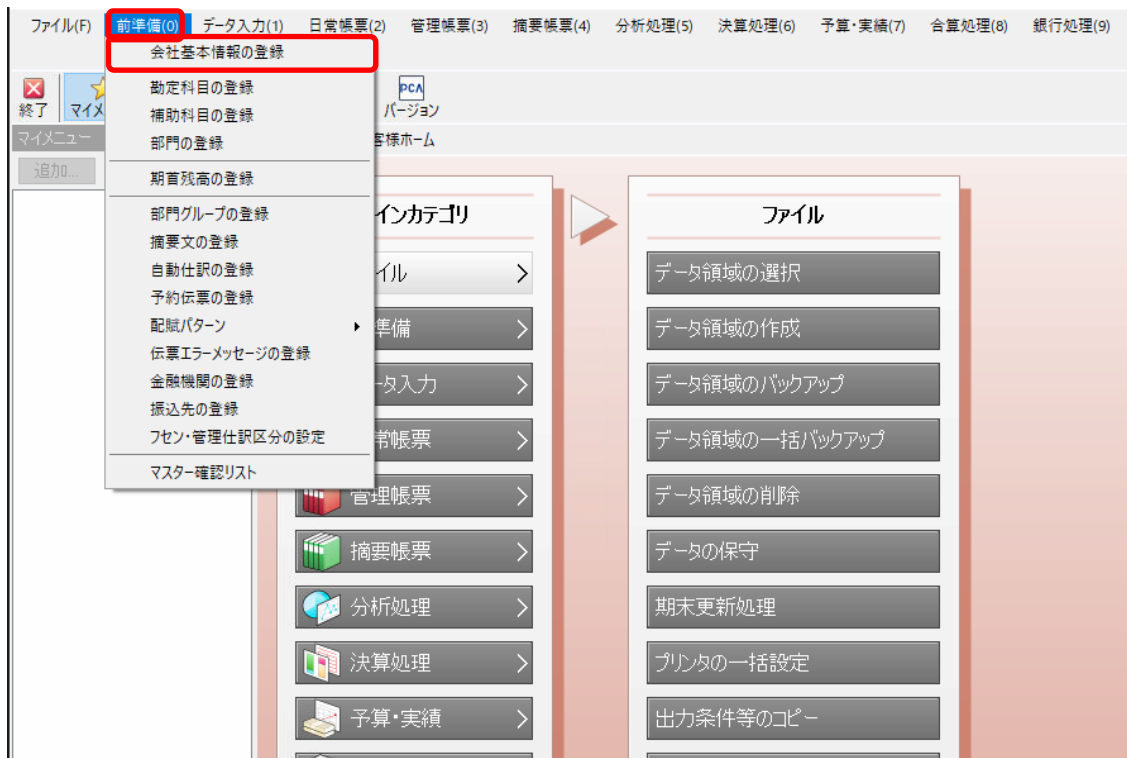 ファイル(F) 前準備(0) データ入力(1) 日常帳票(2) 管理帳票(3) 摘要帳票(4) 分析処理(5) 決算処理(6) 予算・実績(7) 合算処理(8) 銀行処理(9)
会社基本情報の登録
勘定科目の登録
補助科目の登録
部門の登録
期首残高の登録
部門グループの登録
摘要文の登録
自動仕訳の登録
予約伝票の登録
配賦パターン
伝票エラーメッセージの登録
金融機関の登録
振込先の登録
フセン・管理仕訳区分の設定
マスター確認リスト
終了
マイメ
PCA
バージョン
マイメニュー
客様ホーム
追加...
インカテゴリ
イル
準備
タ入力
常帳票
管理帳票
摘要帳票
分析処理
決算処理
予算・実績
ファイル
データ領域の選択
データ領域の作成
データ領域のバックアップ
データ領域の一括バックアップ
データ領域の削除
データの保守
期末更新処理
プリンタの一括設定
出力条件等のコピー